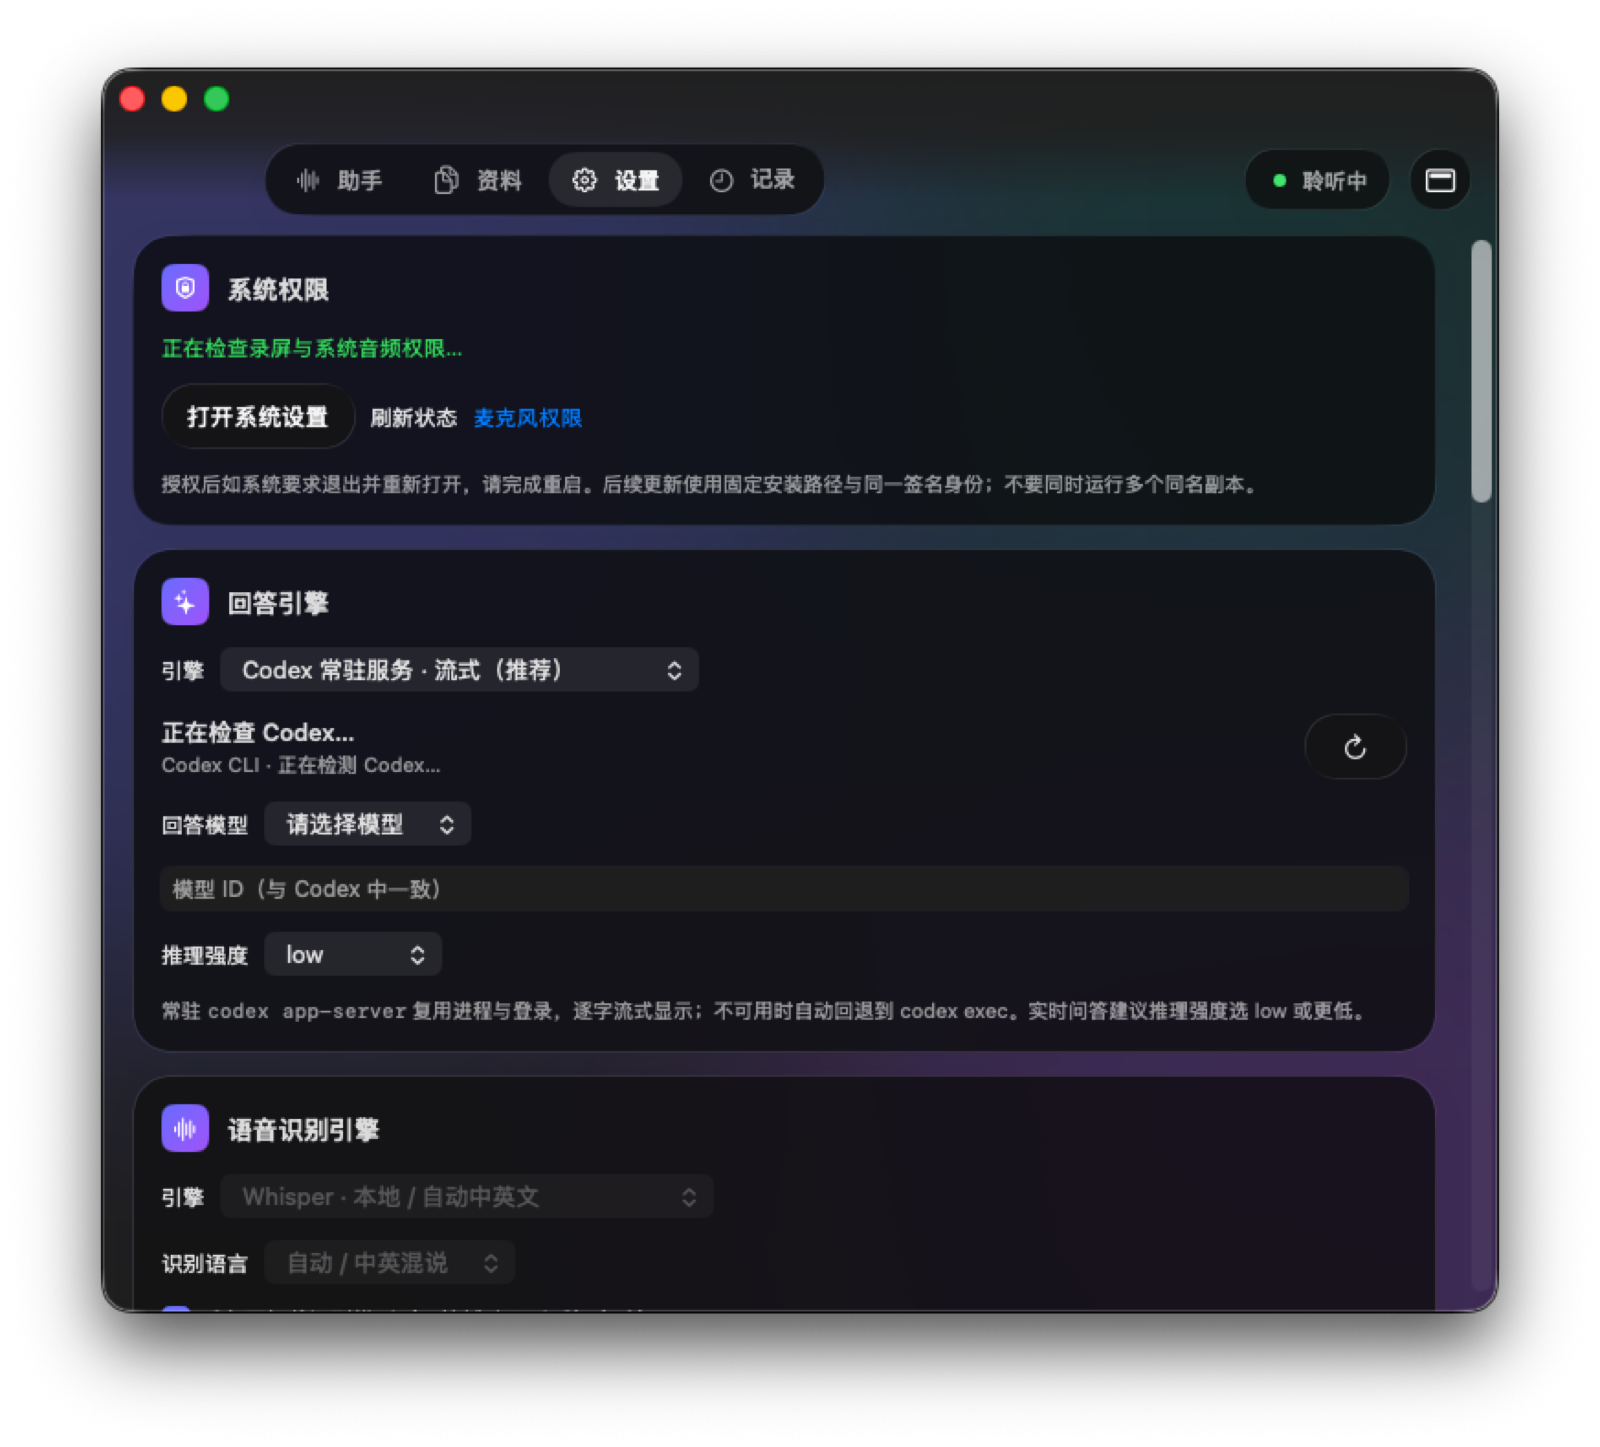 助手 资料 设置 记录 聆听中
系统权限
正在检查录屏与系统音频权限...
打开系统设置 刷新状态 麦克风权限
授权后如系统要求退出并重新打开，请完成重启。后续更新使用固定安装路径与同一签名身份；不要同时运行多个同名副本。
回答引擎
引擎 Codex 常驻服务 · 流式（推荐）
正在检查 Codex...
Codex CLI · 正在检测 Codex...
回答模型 请选择模型
模型 ID（与 Codex 中一致）
推理强度 low
常驻 codex app-server 复用进程与登录，逐字流式显示；不可用时自动回退到 codex exec。实时问答建议推理强度选 low 或更低。
语音识别引擎
引擎 Whisper · 本地 / 自动中英文
识别语言 自动 / 中英混说